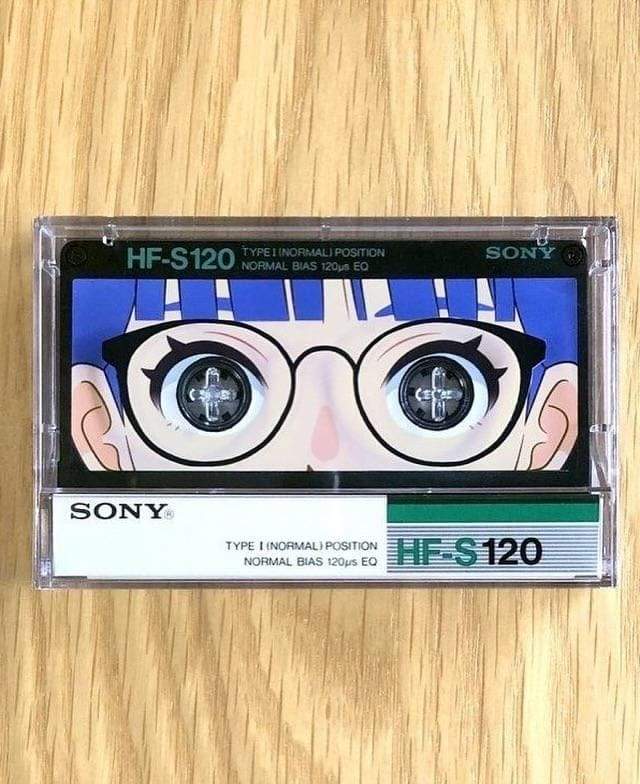 HF-S120
TYPE I (NORMAL) POSITION
NORMAL BIAS 120μs EQ
SONY
SONY®
TYPE I (NORMAL) POSITION
NORMAL BIAS 120μs EQ
HF-S 120